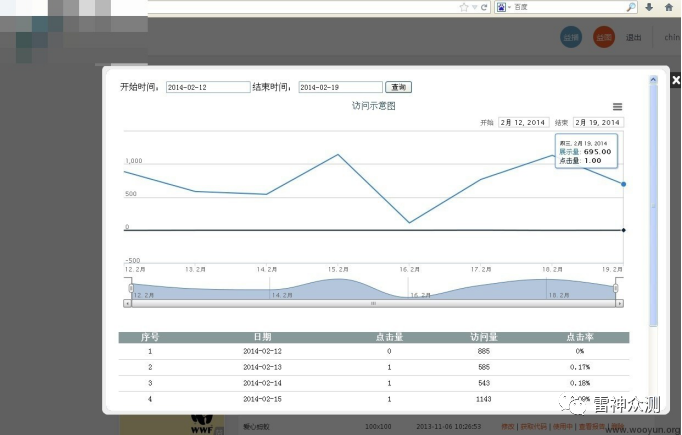 百度
退出 chin
开始时间: 2014-02-12 结束时间: 2014-02-19 查询
访问示意图
开始 2月 12, 2014 结束 2月 19, 2014
周三, 2月 19, 2014
展示量: 695.00
点击量: 1.00
1,000
500
0
-500
12. 2月 13. 2月 14. 2月 15. 2月 16. 2月 17. 2月 18. 2月 19. 2月
12. 2月 14. 2月 16. 2月 18. 2月
序号 日期 点击量 访问量 点击率
1 2014-02-12 0 885 0%
2 2014-02-13 1 585 0.17%
3 2014-02-14 1 543 0.18%
4 2014-02-15 1 1143 0.09%
雷神众测
WWF 100x100 2013-11-06 10:26:53 修改 | 获取代码 | 使用中 | 查看报表 | 删除
www.wooyun.org